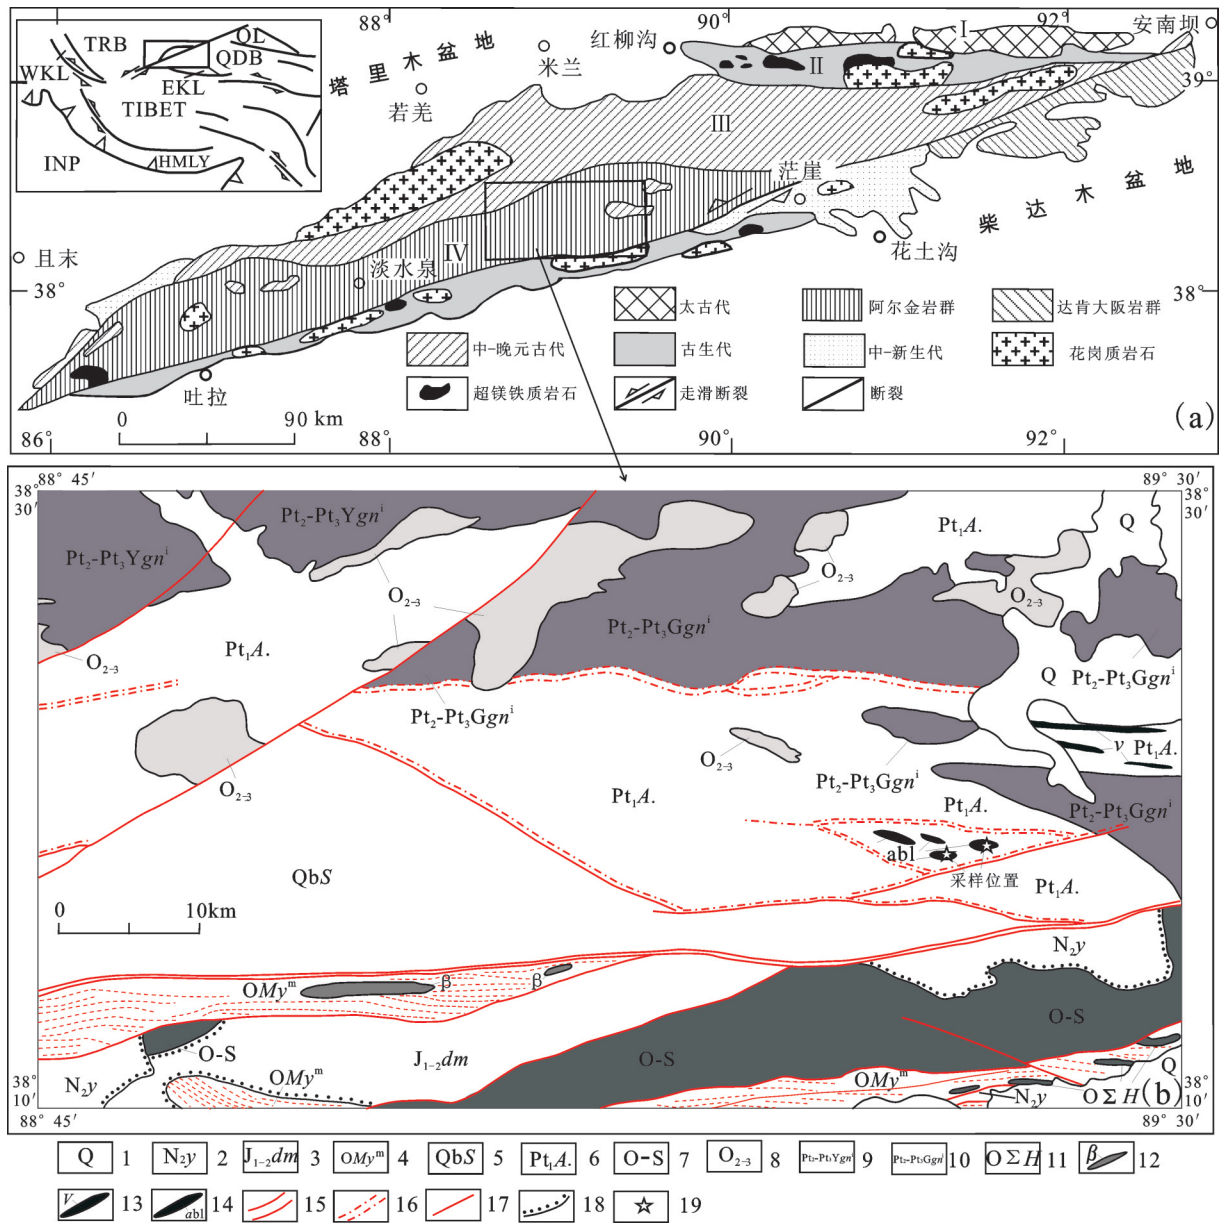 88°
90°
92°
TRB
QL
QDB
WKL
EKL
TIBET
INP
HMLY
塔里木盆地
米兰
若羌
红柳沟
安南坝
39°
I
II
III
IV
茫崖
柴达木盆地
花土沟
且末
38°
淡水泉
38°
吐拉
太古代
阿尔金岩群
达肯大阪岩群
中-晚元古代
古生代
中-新生代
花岗质岩石
超镁铁质岩石
走滑断裂
断裂
0 90 km
(a)
86°
88°
90°
92°
88° 45′
89° 30′
38° 30′
38° 30′
Pt₂-Pt₃Ygnⁱ
Pt₂-Pt₃Ygnⁱ
Pt₁A.
Q
O₂₋₃
O₂₋₃
O₂₋₃
Pt₂-Pt₃Ggnⁱ
O₂₋₃
Pt₁A.
Q
Pt₂-Pt₃Ggnⁱ
Pt₂-Pt₃Ggnⁱ
O₂₋₃
O₂₋₃
Pt₂-Pt₃Ggnⁱ
ν
Pt₁A.
Pt₁A.
Pt₁A.
Pt₂-Pt₃Ggnⁱ
abl
采样位置
Pt₁A.
QbS
0 10km
N₂y
OMyᵐ
β
β
O-S
O-S
J₁₋₂dm
O-S
N₂y
OMyᵐ
OMyᵐ
Q
N₂y
OΣH
(b)
38° 10′
38° 10′
88° 45′
89° 30′
Q 1
N₂y 2
J₁₋₂dm 3
OMyᵐ 4
QbS 5
Pt₁A. 6
O-S 7
O₂₋₃ 8
Pt₂-Pt₃Ygnⁱ 9
Pt₂-Pt₃Ggnⁱ 10
OΣH 11
β 12
V 13
abl 14
15
16
17
18
19